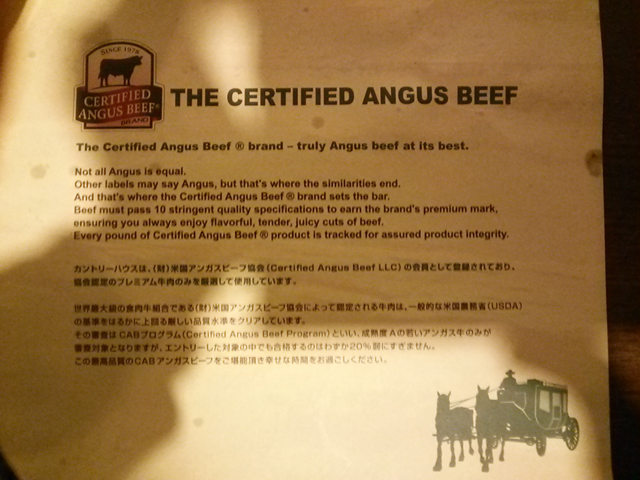 SINCE 1978
CERTIFIED
ANGUS BEEF®
BRAND
THE CERTIFIED ANGUS BEEF
The Certified Angus Beef ® brand – truly Angus beef at its best.
Not all Angus is equal.
Other labels may say Angus, but that's where the similarities end.
And that's where the Certified Angus Beef ® brand sets the bar.
Beef must pass 10 stringent quality specifications to earn the brand's premium mark,
ensuring you always enjoy flavorful, tender, juicy cuts of beef.
Every pound of Certified Angus Beef ® product is tracked for assured product integrity.
カントリーハウスは、(財)米国アンガスビーフ協会(Certified Angus Beef LLC)の会員として登録されており、
協会認定のプレミアム牛肉のみを厳選して使用しています。
世界最大級の食肉牛組合である(財)米国アンガスビーフ協会によって認定される牛肉は、一般的な米国農務省(USDA)
の基準をはるかに上回る厳しい品質水準をクリアしています。
その審査はCABプログラム(Certified Angus Beef Program)といい、成熟度Aの若いアンガス牛のみが
審査対象となりますが、エントリーした対象の中でも合格するのはわずか20%弱にすぎません。
この最高品質のCABアンガスビーフをご堪能頂き幸せな時間をお過ごしください。